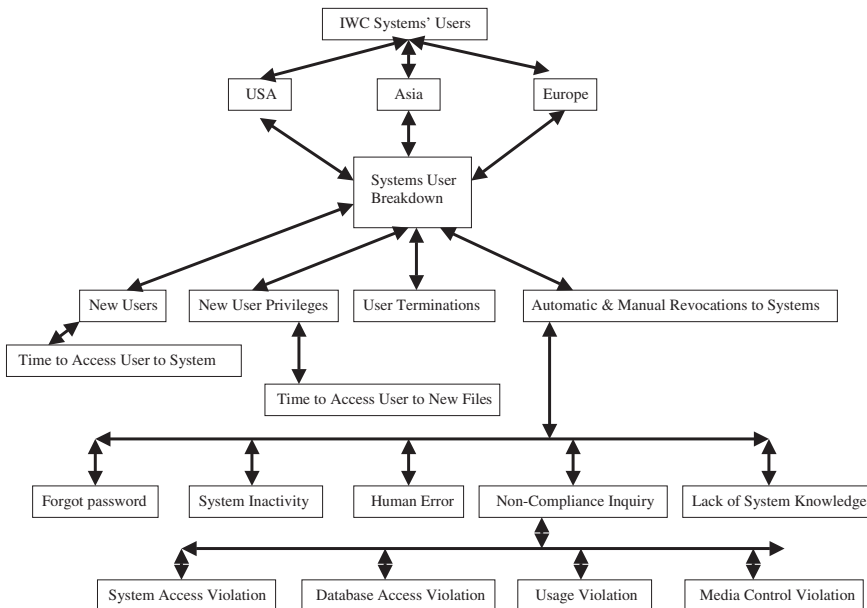 IWC Systems' Users
USA
Asia
Europe
Systems User
Breakdown
New Users
New User Privileges
User Terminations
Automatic & Manual Revocations to Systems
Time to Access User to System
Time to Access User to New Files
Forgot password
System Inactivity
Human Error
Non-Compliance Inquiry
Lack of System Knowledge
System Access Violation
Database Access Violation
Usage Violation
Media Control Violation